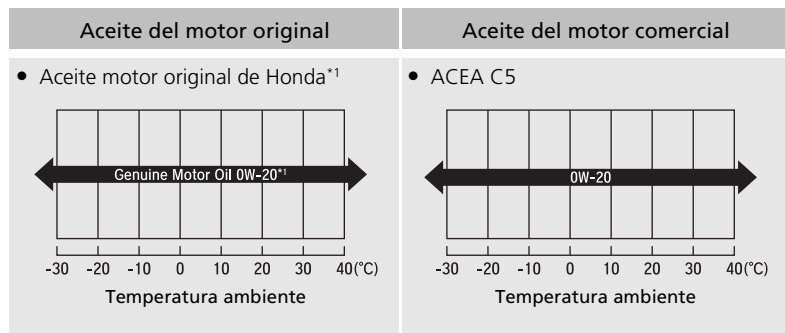 Aceite del motor original
Aceite motor original de Honda*1
Genuine Motor Oil 0W-20*1
-30 -20 -10 0 10 20 30 40(°C)
Temperatura ambiente
Aceite del motor comercial
ACEA C5
0W-20
-30 -20 -10 0 10 20 30 40(°C)
Temperatura ambiente